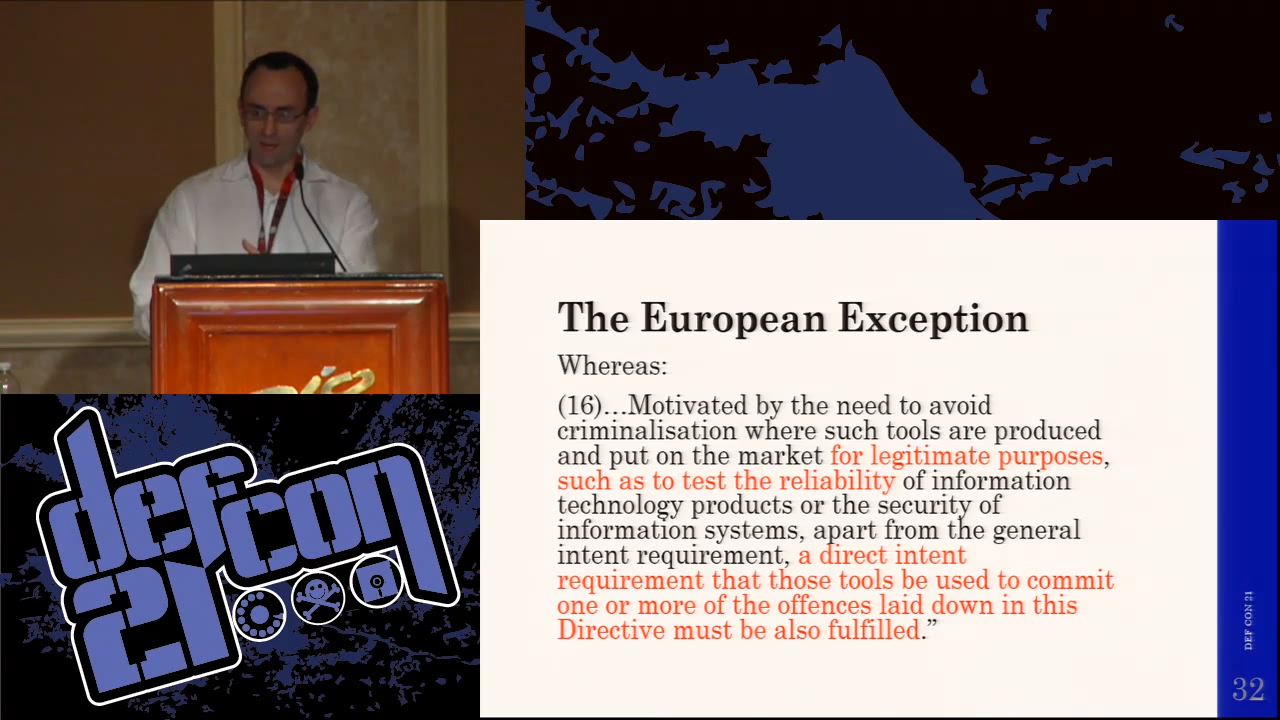 The European Exception
Whereas:
(16)…Motivated by the need to avoid
criminalisation where such tools are produced
and put on the market for legitimate purposes,
such as to test the reliability of information
technology products or the security of
information systems, apart from the general
intent requirement, a direct intent
requirement that those tools be used to commit
one or more of the offences laid down in this
Directive must be also fulfilled.”
DEF CON 21
32
defcon
21